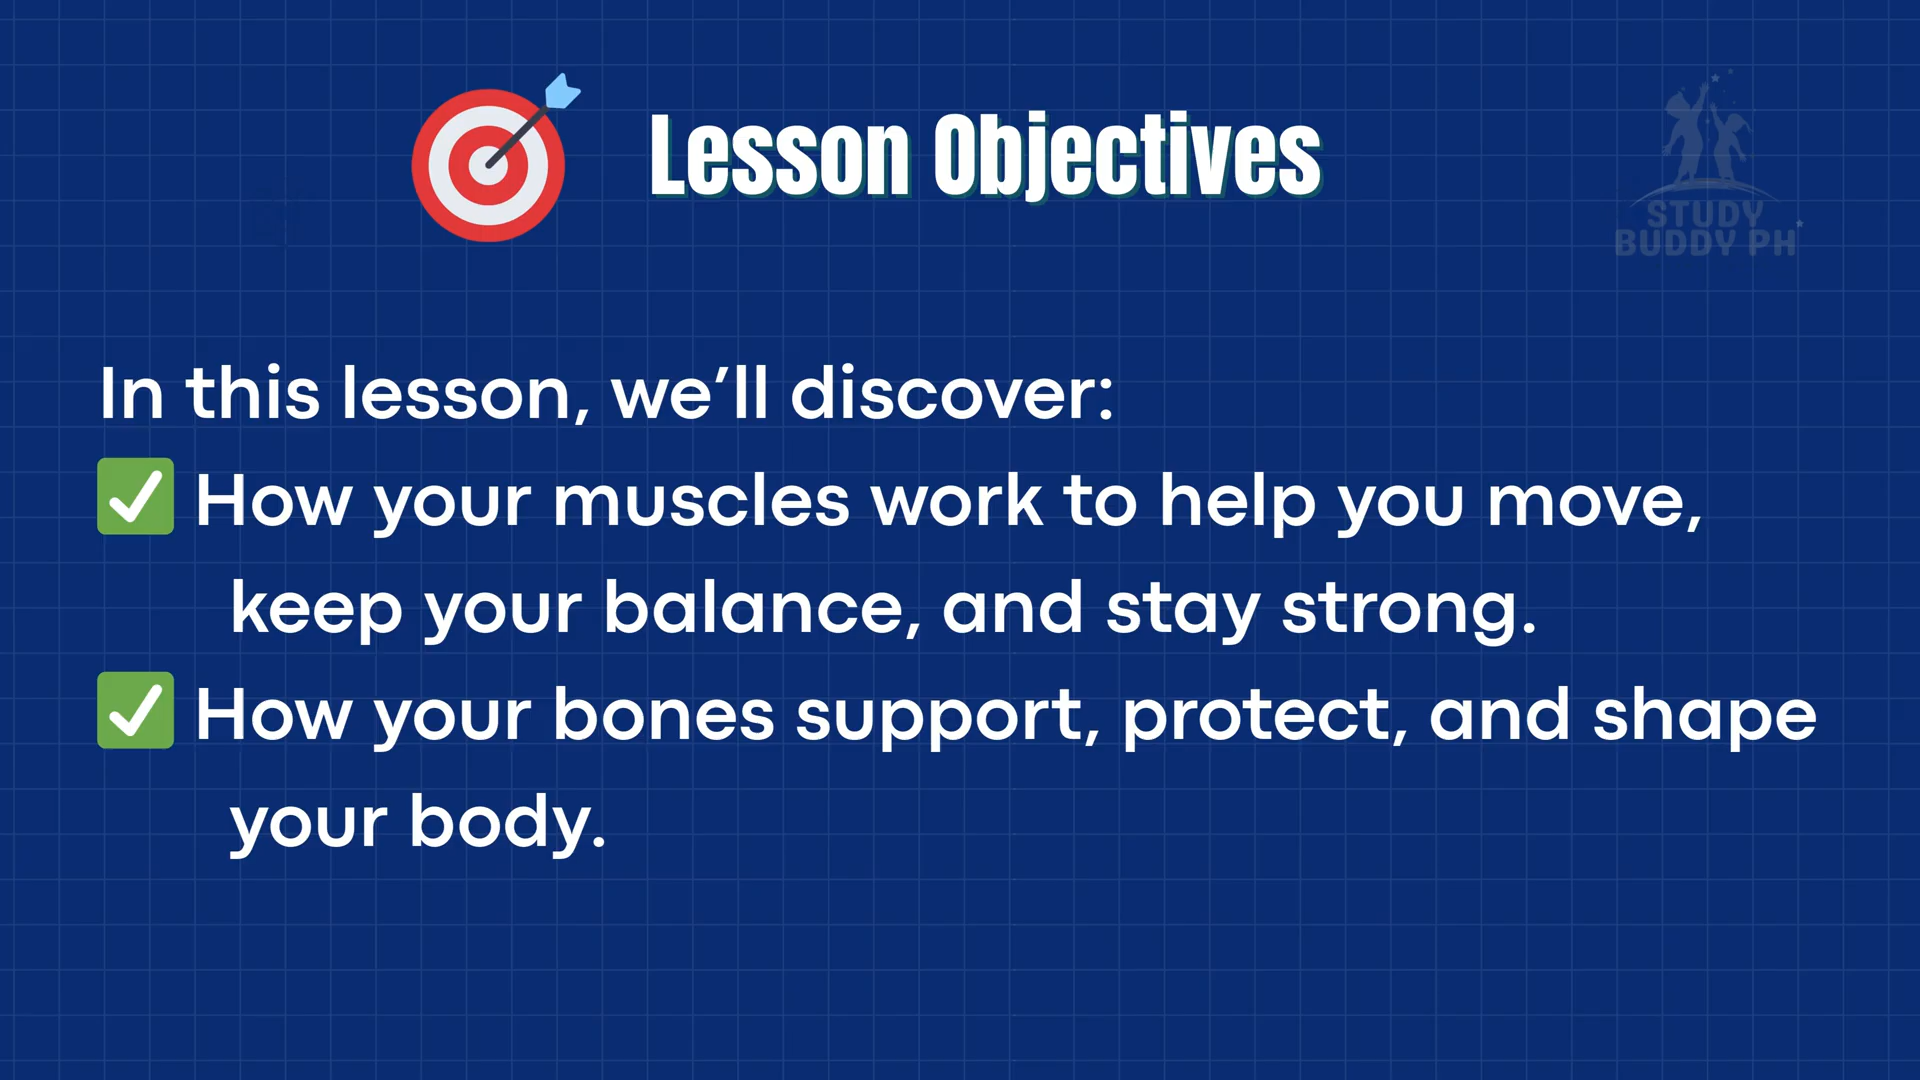 Lesson Objectives
STUDY
BUDDY PH
In this lesson, we’ll discover:
✅ How your muscles work to help you move,
keep your balance, and stay strong.
✅ How your bones support, protect, and shape
your body.